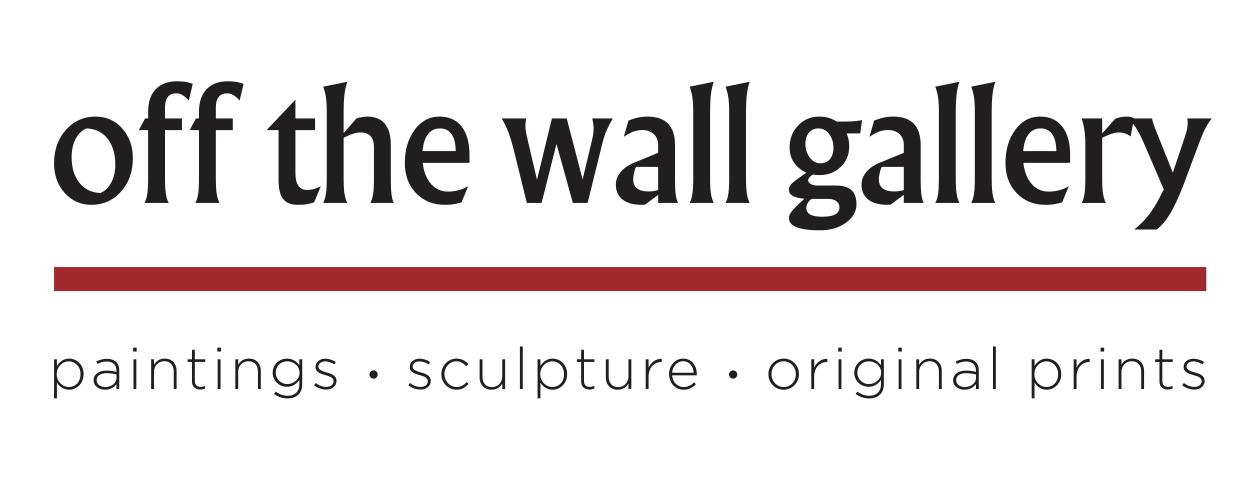 off the wall gallery
paintings • sculpture • original prints